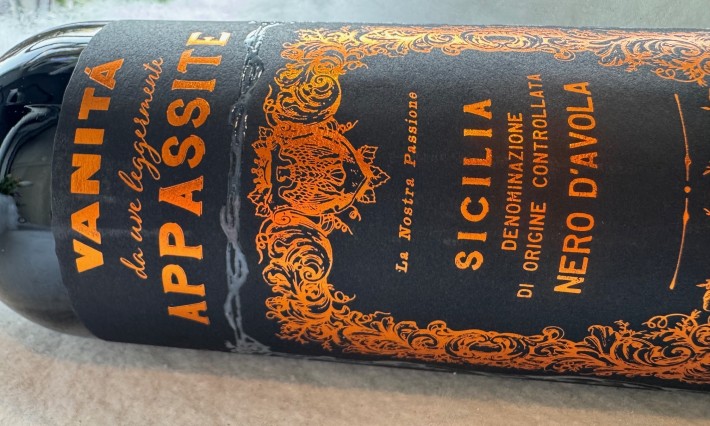 VANITÁ
da uve leggermente
APPASSITE
La Nostra Passione
SICILIA
DENOMINAZIONE
DI ORIGINE CONTROLLATA
NERO D'AVOLA